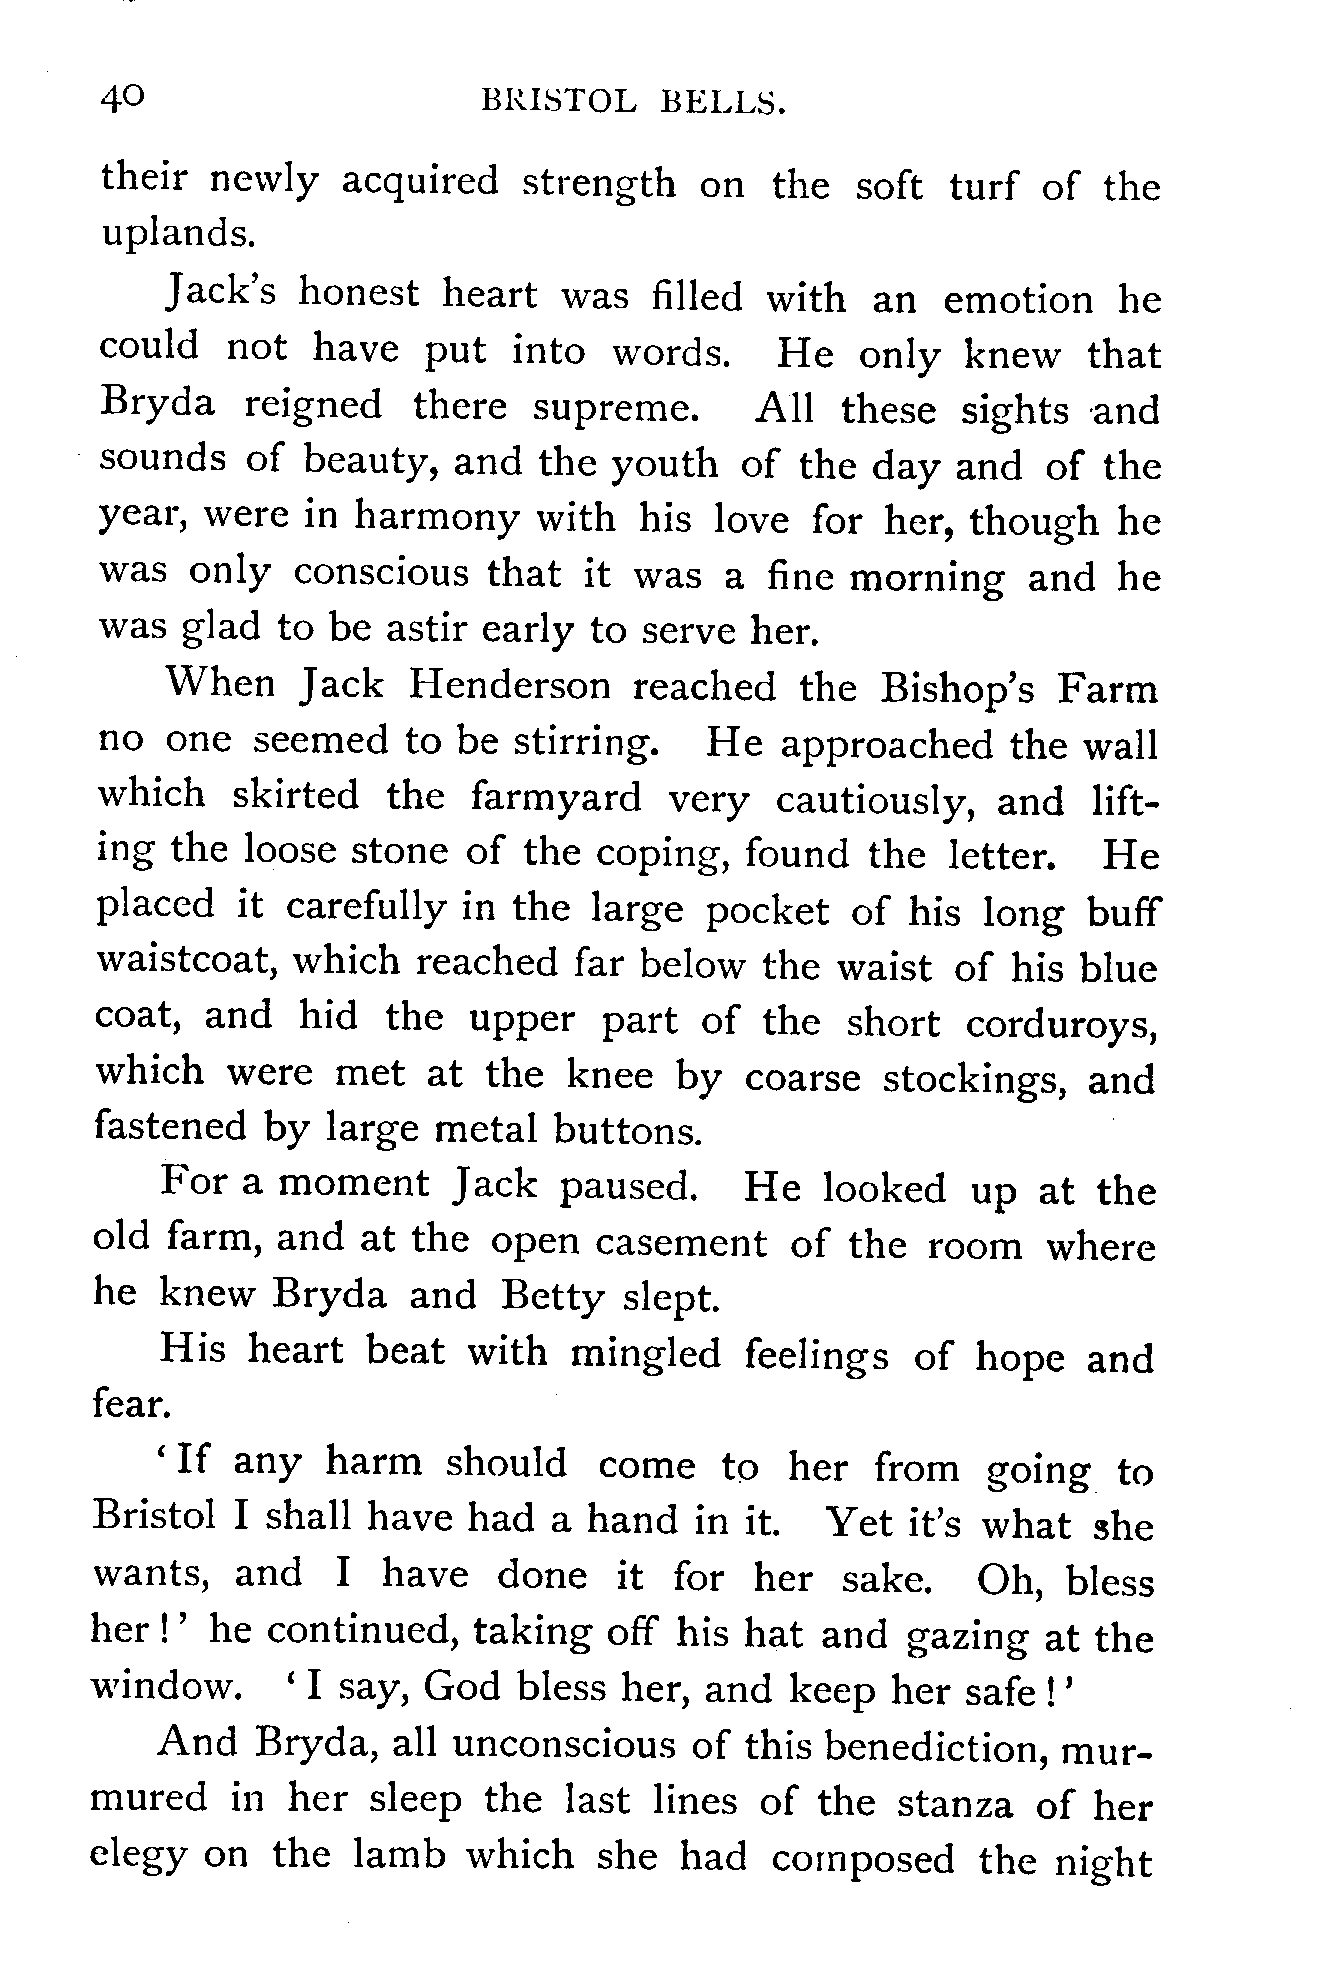 40 BRISTOL BELLS.
their newly acquired strength on the soft turf of the
uplands.
Jack's honest heart was filled with an emotion he
could not have put into words. He only knew that
Bryda reigned there supreme. All these sights and
sounds of beauty, and the youth of the day and of the
year, were in harmony with his love for her, though he
was only conscious that it was a fine morning and he
was glad to be astir early to serve her.
When Jack Henderson reached the Bishop's Farm
no one seemed to be stirring. He approached the wall
which skirted the farmyard very cautiously, and lift-
ing the loose stone of the coping, found the letter. He
placed it carefully in the large pocket of his long buff
waistcoat, which reached far below the waist of his blue
coat, and hid the upper part of the short corduroys,
which were met at the knee by coarse stockings, and
fastened by large metal buttons.
For a moment Jack paused. He looked up at the
old farm, and at the open casement of the room where
he knew Bryda and Betty slept.
His heart beat with mingled feelings of hope and
fear.
‘If any harm should come to her from going to
Bristol I shall have had a hand in it. Yet it's what she
wants, and I have done it for her sake. Oh, bless
her!’ he continued, taking off his hat and gazing at the
window. ‘I say, God bless her, and keep her safe!’
And Bryda, all unconscious of this benediction, mur-
mured in her sleep the last lines of the stanza of her
elegy on the lamb which she had composed the night